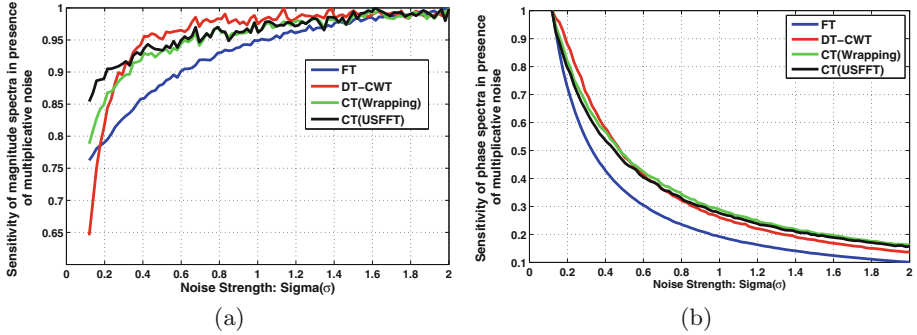 Sensitivity of magnitude spectra in presence
of multiplicative noise
1
0.95
0.9
0.85
0.8
0.75
0.7
0.65
0 0.2 0.4 0.6 0.8 1 1.2 1.4 1.6 1.8 2
Noise Strength: Sigma(σ)
FT
DT-CWT
CT(Wrapping)
CT(USFFT)
(a)
Sensitivity of phase spectra in presence
of multiplicative noise
1
0.9
0.8
0.7
0.6
0.5
0.4
0.3
0.2
0.1
0 0.2 0.4 0.6 0.8 1 1.2 1.4 1.6 1.8 2
Noise Strength: Sigma(σ)
FT
DT-CWT
CT(Wrapping)
CT(USFFT)
(b)